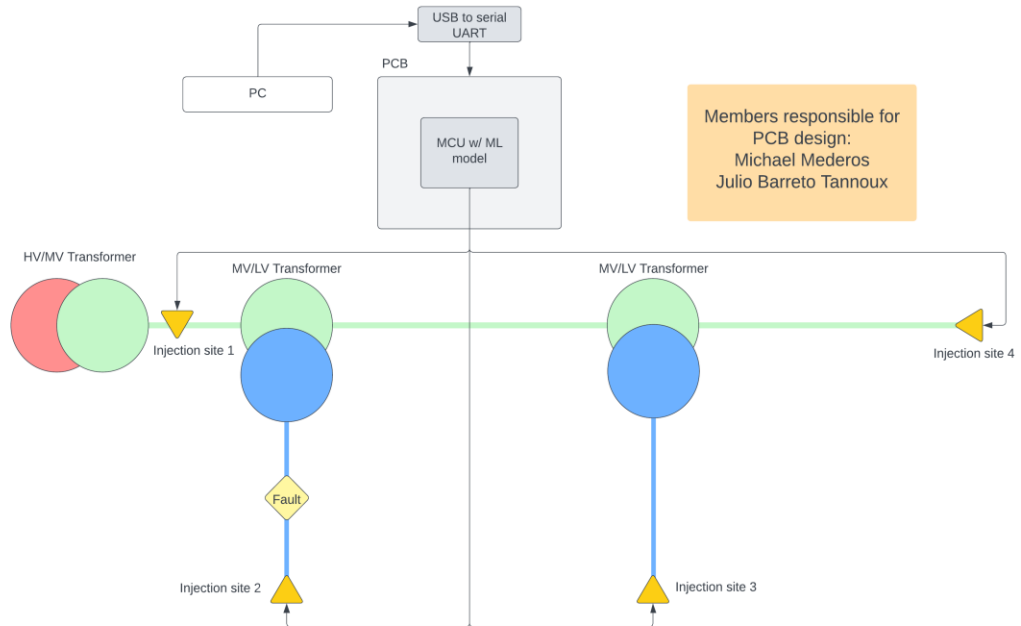 USB to serial
UART
PCB
PC
MCU w/ ML
model
Members responsible for
PCB design:
Michael Mederos
Julio Barreto Tannoux
HV/MV Transformer
MV/LV Transformer
MV/LV Transformer
Injection site 1
Injection site 4
Fault
Injection site 2
Injection site 3